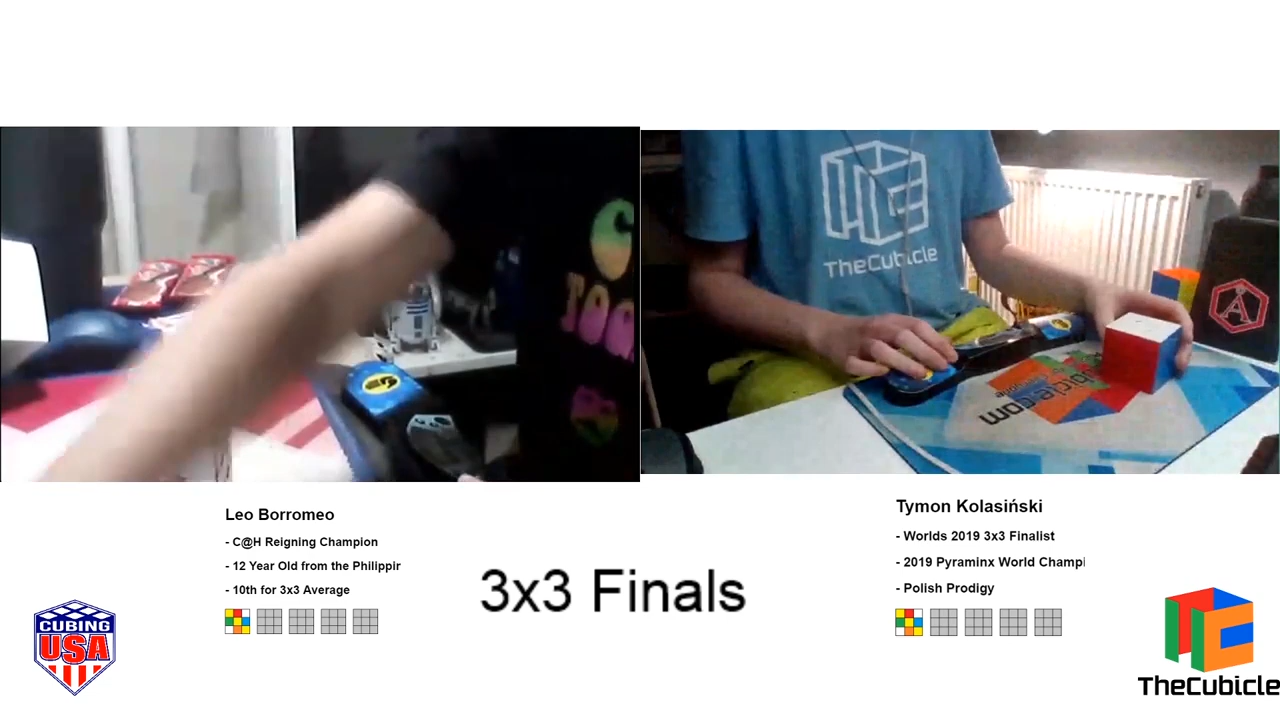 TheCubicle
Leo Borromeo
- C@H Reigning Champion
- 12 Year Old from the Philippir
- 10th for 3x3 Average
3x3 Finals
Tymon Kolasiński
- Worlds 2019 3x3 Finalist
- 2019 Pyraminx World Champi
- Polish Prodigy
CUBING
USA
TheCubicle